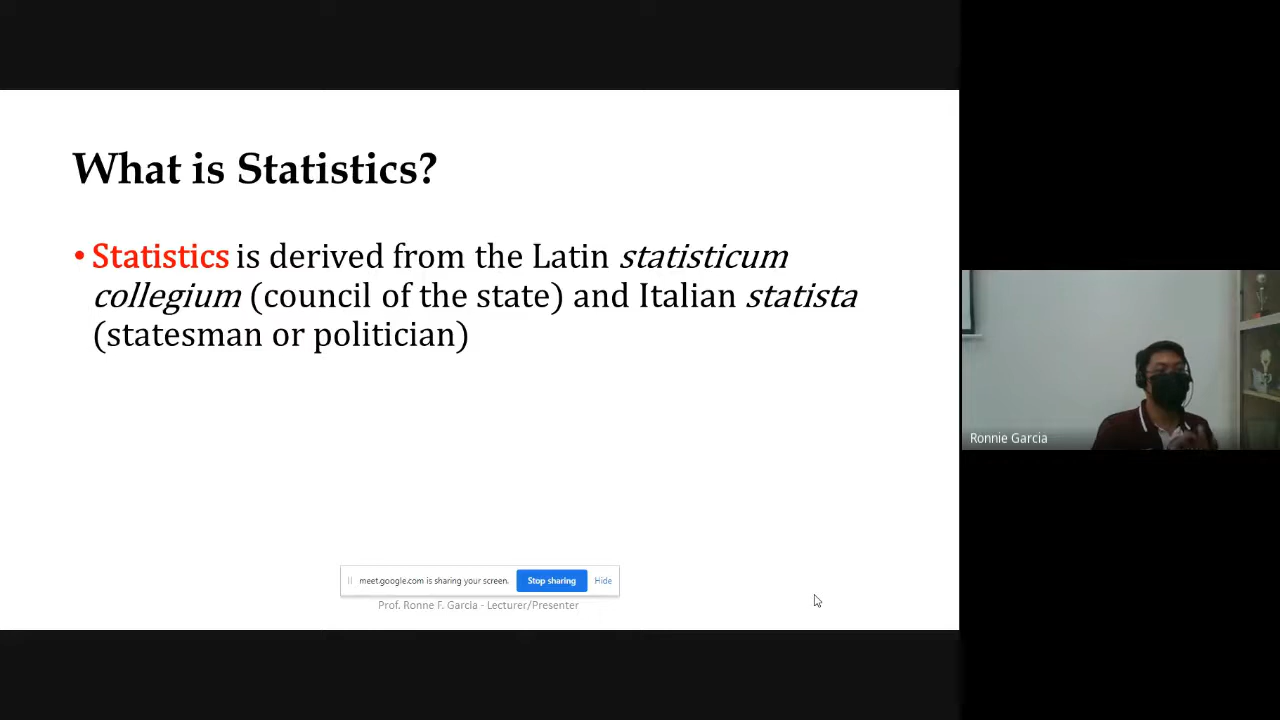 What is Statistics?
• Statistics is derived from the Latin statisticum
collegium (council of the state) and Italian statista
(statesman or politician)
Ronnie Garcia
meet.google.com is sharing your screen. Stop sharing Hide
Prof. Ronne F. Garcia - Lecturer/Presenter